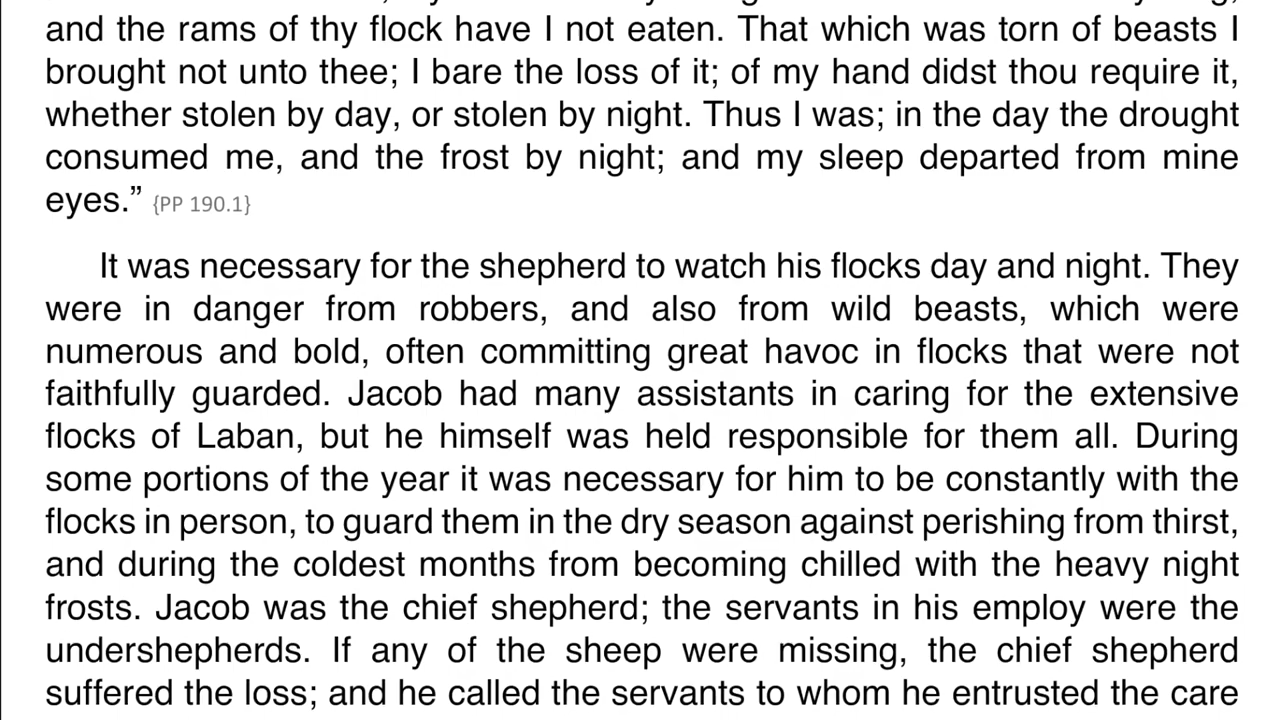 and the rams of thy flock have I not eaten. That which was torn of beasts I
brought not unto thee; I bare the loss of it; of my hand didst thou require it,
whether stolen by day, or stolen by night. Thus I was; in the day the drought
consumed me, and the frost by night; and my sleep departed from mine
eyes.” {PP 190.1}
It was necessary for the shepherd to watch his flocks day and night. They
were in danger from robbers, and also from wild beasts, which were
numerous and bold, often committing great havoc in flocks that were not
faithfully guarded. Jacob had many assistants in caring for the extensive
flocks of Laban, but he himself was held responsible for them all. During
some portions of the year it was necessary for him to be constantly with the
flocks in person, to guard them in the dry season against perishing from thirst,
and during the coldest months from becoming chilled with the heavy night
frosts. Jacob was the chief shepherd; the servants in his employ were the
undershepherds. If any of the sheep were missing, the chief shepherd
suffered the loss; and he called the servants to whom he entrusted the care